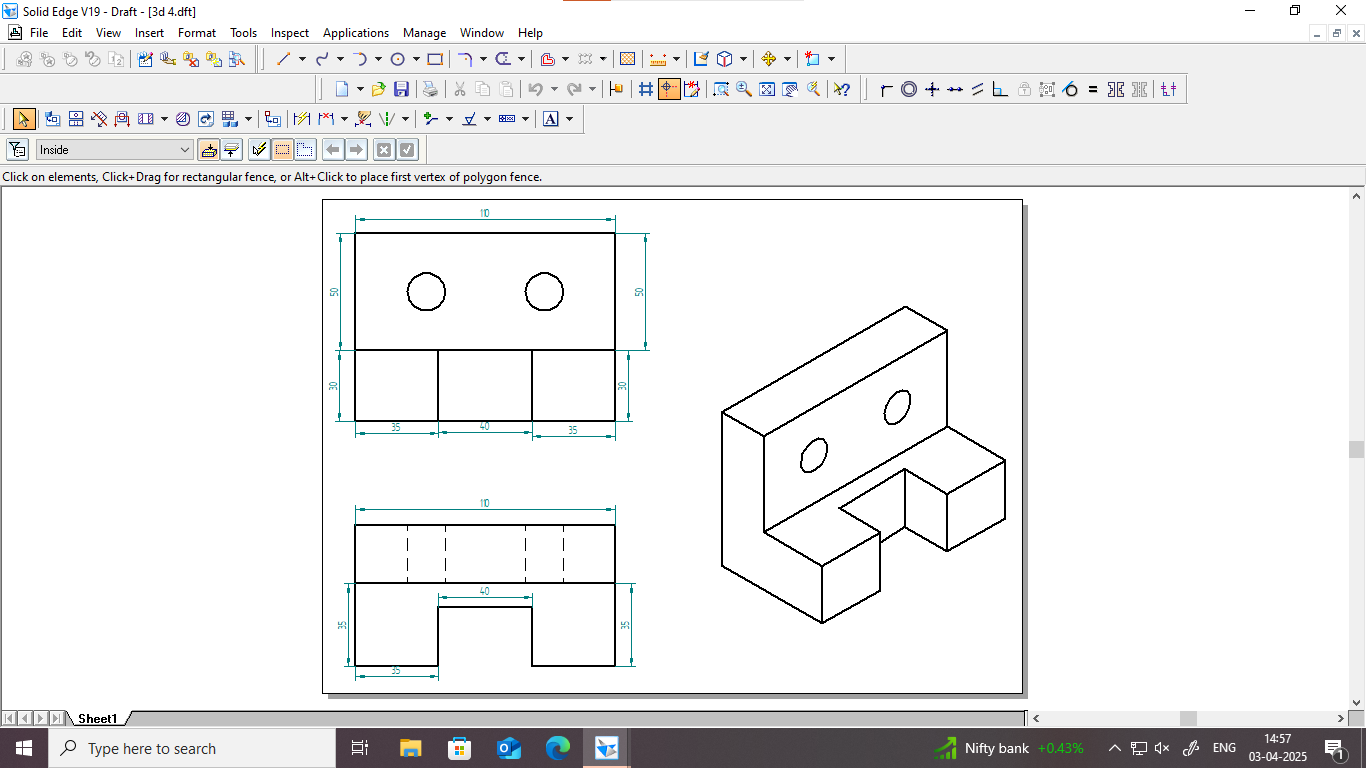 Solid Edge V19 - Draft - [3d 4.dft]
File Edit View Insert Format Tools Inspect Applications Manage Window Help
A
Inside
Click on elements, Click+Drag for rectangular fence, or Alt+Click to place first vertex of polygon fence.
110
50
50
30
30
35
40
35
110
40
35
35
35
Sheet1
Type here to search
Nifty bank +0.43%
ENG
14:57
03-04-2025
1